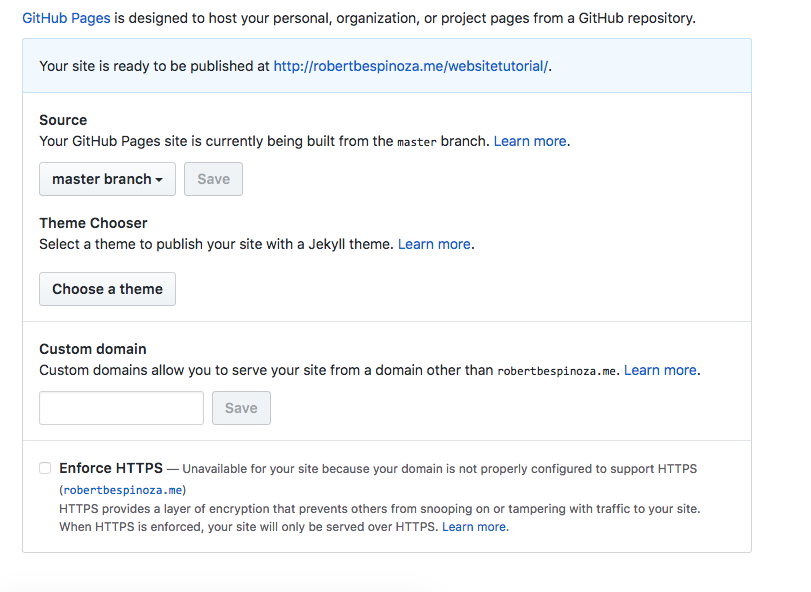 GitHub Pages is designed to host your personal, organization, or project pages from a GitHub repository.
Your site is ready to be published at http://robertbespinoza.me/websitetutorial/.
Source
Your GitHub Pages site is currently being built from the master branch. Learn more.
master branch Save
Theme Chooser
Select a theme to publish your site with a Jekyll theme. Learn more.
Choose a theme
Custom domain
Custom domains allow you to serve your site from a domain other than robertbespinoza.me. Learn more.
Save
Enforce HTTPS — Unavailable for your site because your domain is not properly configured to support HTTPS
(robertbespinoza.me)
HTTPS provides a layer of encryption that prevents others from snooping on or tampering with traffic to your site.
When HTTPS is enforced, your site will only be served over HTTPS. Learn more.